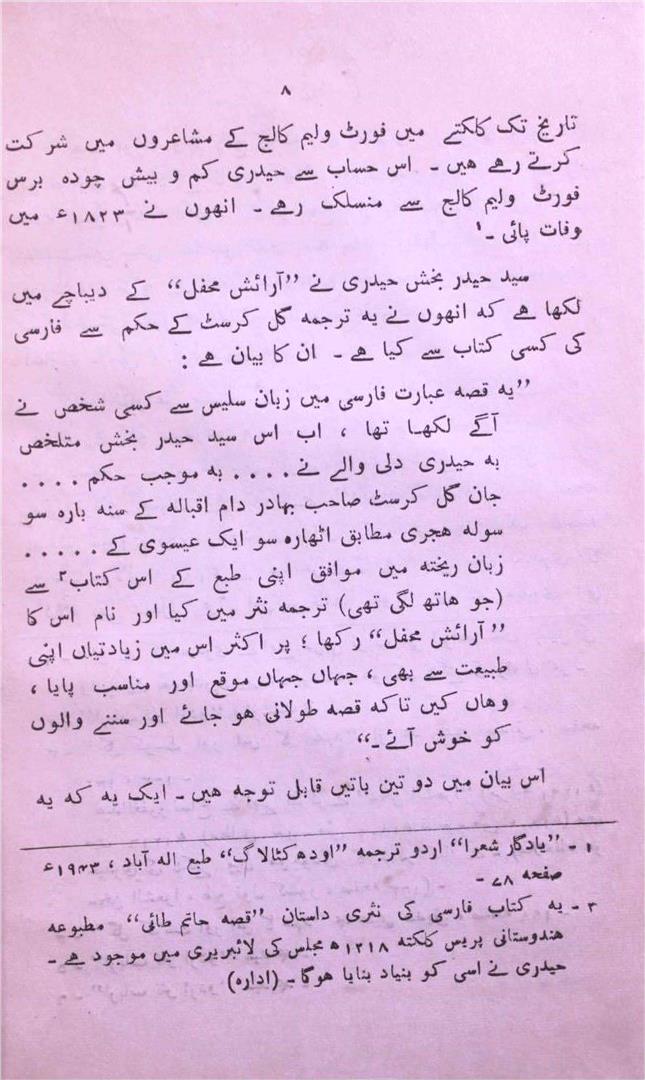 ۸
تاریخ تک کلکتے میں فورٹ ولیم کالج کے مشاعروں میں شرکت
کرتے رہے ہیں ۔ اس حساب سے حیدری کم و بیش چودہ برس
فورٹ ولیم کالج سے منسلک رہے ۔ انھوں نے ۱۸۲۳ء میں
وفات پائی ۔۱
سید حیدر بخش حیدری نے ”آرائش محفل“ کے دیباچے میں
لکھا ہے کہ انھوں نے یہ ترجمہ گل کرسٹ کے حکم سے فارسی
کی کسی کتاب سے کیا ہے ۔ ان کا بیان ہے :
”یہ قصہ عبارت فارسی میں زبان سلیس سے کسی شخص نے
آگے لکھا تھا ، اب اس سید حیدر بخش متلخص
بہ حیدری دلی والے نے . . . . بہ موجب حکم . . . .
جان گل کرسٹ صاحب بہادر دام اقبالہ کے سنہ بارہ سو
سولہ ہجری مطابق اٹھارہ سو ایک عیسوی کے . . . . .
زبان ریختہ میں موافق اپنی طبع کے اس کتاب۲ سے
(جو ہاتھ لگی تھی) ترجمہ نثر میں کیا اور نام اس کا
”آرائش محفل“ رکھا ؛ پر اکثر اس میں زیادتیاں اپنی
طبیعت سے بھی ، جہاں جہاں موقع اور مناسب پایا ،
وہاں کیں تاکہ قصہ طولانی ہو جائے اور سننے والوں
کو خوش آئے ۔“
اس بیان میں دو تین باتیں قابل توجہ ہیں ۔ ایک یہ کہ یہ
۱ ۔ ”یادگار شعرا“ اردو ترجمہ ”اودھ کٹالاگ“ طبع الہ آباد ، ۱۹۴۳ء
صفحہ ۷۸ ۔
۲ ۔ یہ کتاب فارسی کی نثری داستان ”قصہ حاتم طائی“ مطبوعہ
ہندوستانی پریس کلکتہ ۱۲۱۸ھ مجلس کی لائبریری میں موجود ہے ۔
حیدری نے اسی کو بنیاد بنایا ہوگا ۔ (ادارہ)